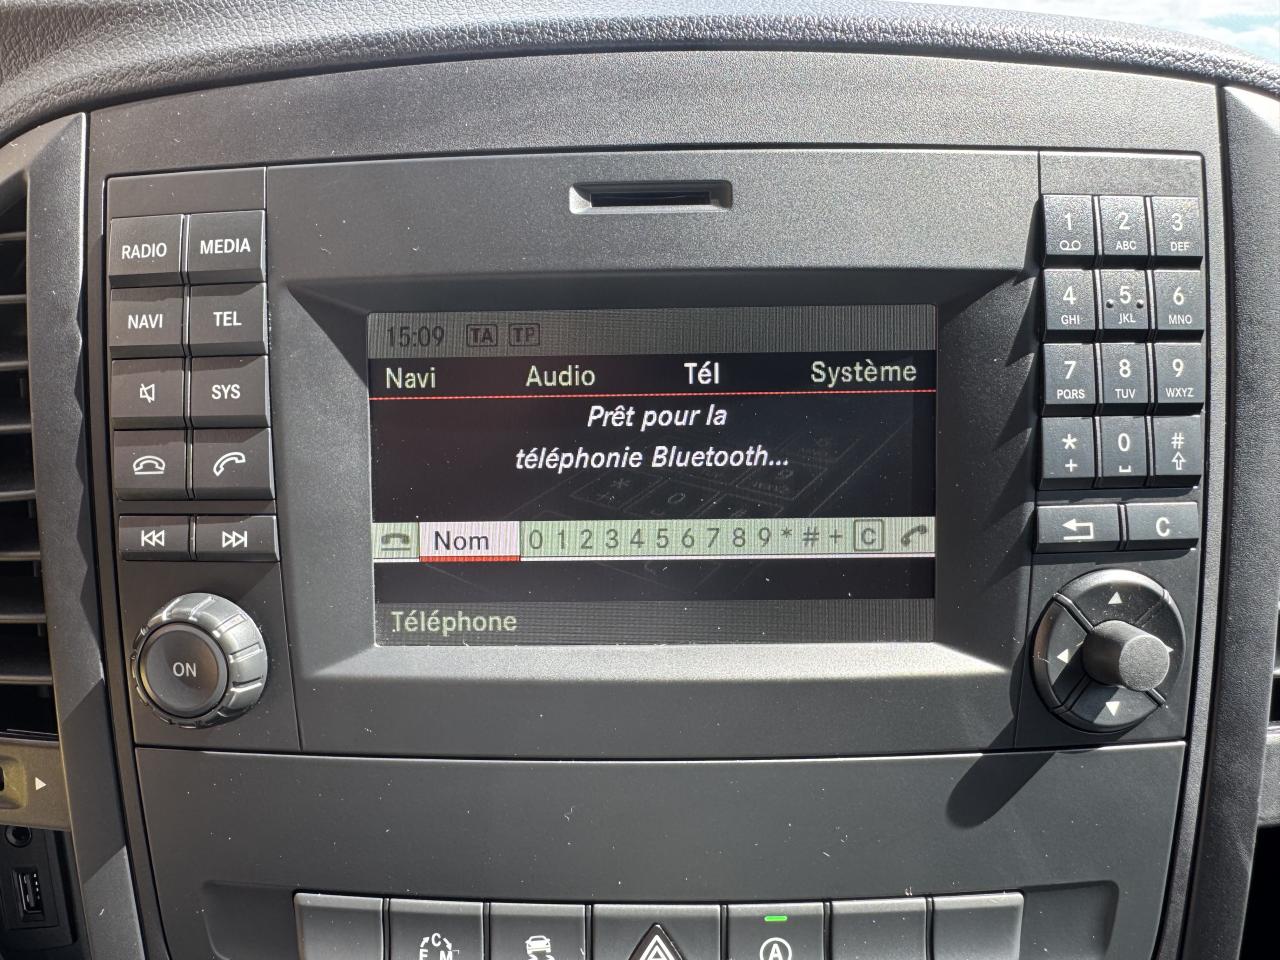 RADIO MEDIA
NAVI TEL
SYS
ON
15:09 TA TP
Navi Audio Tél Système
Prêt pour la
téléphonie Bluetooth...
Nom 0 1 2 3 4 5 6 7 8 9 * # + C
Téléphone
1 2 3
ABC DEF
4 5 6
GHI JKL MNO
7 8 9
PQRS TUV WXYZ
* 0 #
+
C
C
E M
A